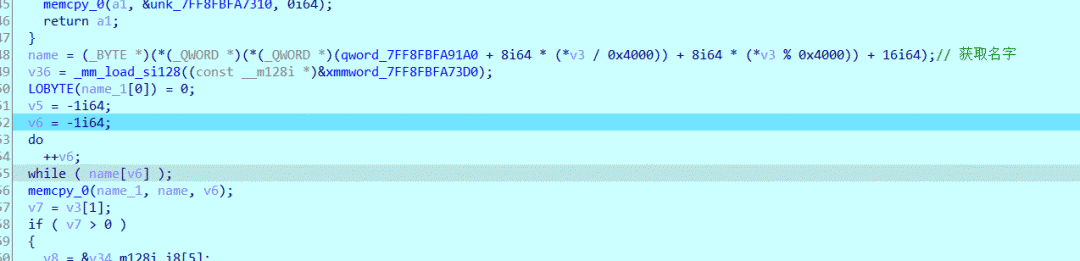 45 memcpy_0(a1, &unk_7FF8FBFA7310, 0i64);
46 return a1;
47 }
48 name = (_BYTE *)(*(_QWORD *)(*(_QWORD *)(qword_7FF8FBFA91A0 + 8i64 * (*v3 / 0x4000)) + 8i64 * (*v3 % 0x4000)) + 16i64);// 获取名字
49 v36 = _mm_load_si128((const __m128i *)&xmmword_7FF8FBFA73D0);
50 LOBYTE(name_1[0]) = 0;
51 v5 = -1i64;
52 v6 = -1i64;
53 do
54 ++v6;
55 while ( name[v6] );
56 memcpy_0(name_1, name, v6);
57 v7 = v3[1];
58 if ( v7 > 0 )
59 {
60 v8 = &v34.m128i_i8[5];